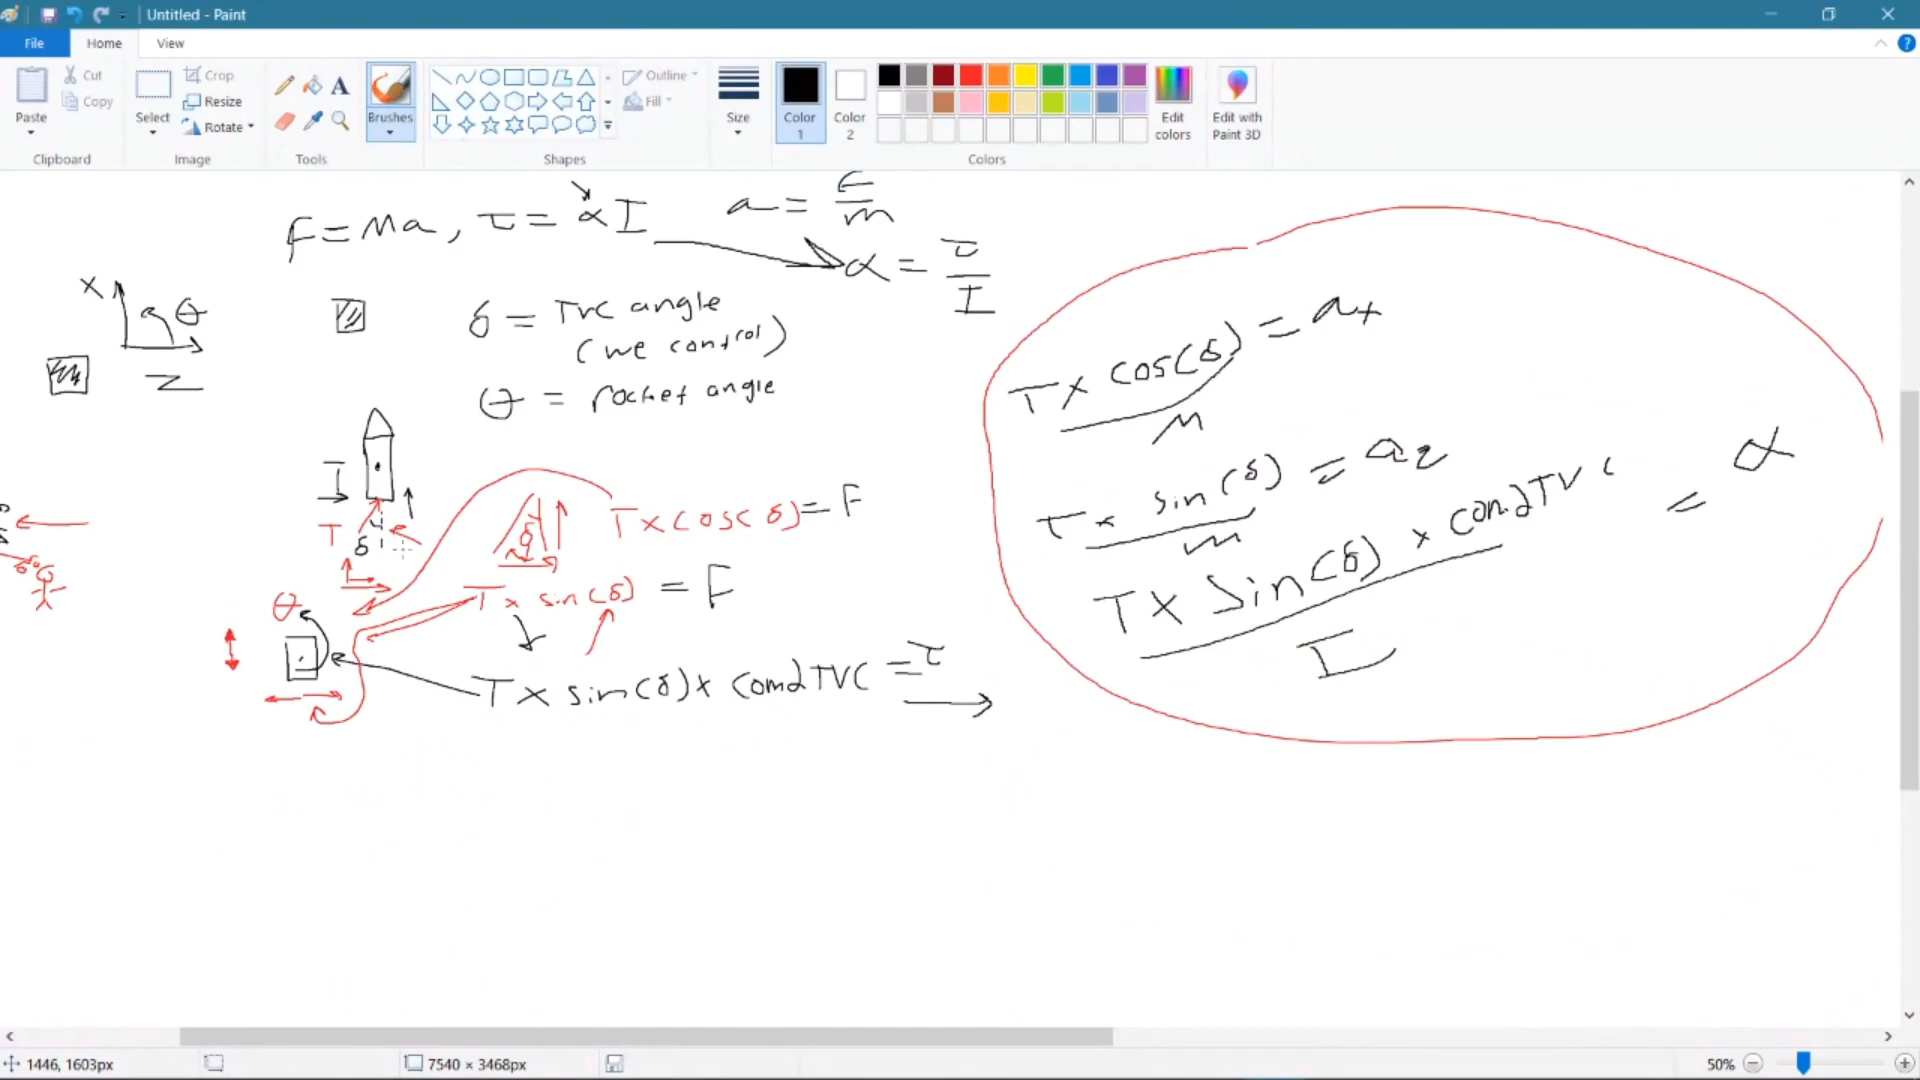 Untitled - Paint
File Home View
Paste
Cut
Copy
Clipboard
Select
Crop
Resize
Rotate
Image
A
Tools
Brushes
Outline
Fill
Shapes
Size
Color 1
Color 2
Edit colors
Colors
Edit with Paint 3D
F = Ma, τ = αI
a = F/m
α = τ/I
X
θ
Z
δ = TVC angle
(we control)
θ = rocket angle
I
T
δ
δ
T x cos(δ) = F
T x sin(δ) = F
θ
T x sin(δ) x com2TVC = τ
T x cos(δ) = ax
M
T x sin(δ) = az
m
T x sin(δ) x com2TVC = α
I
1446, 1603px
7540 × 3468px
50%